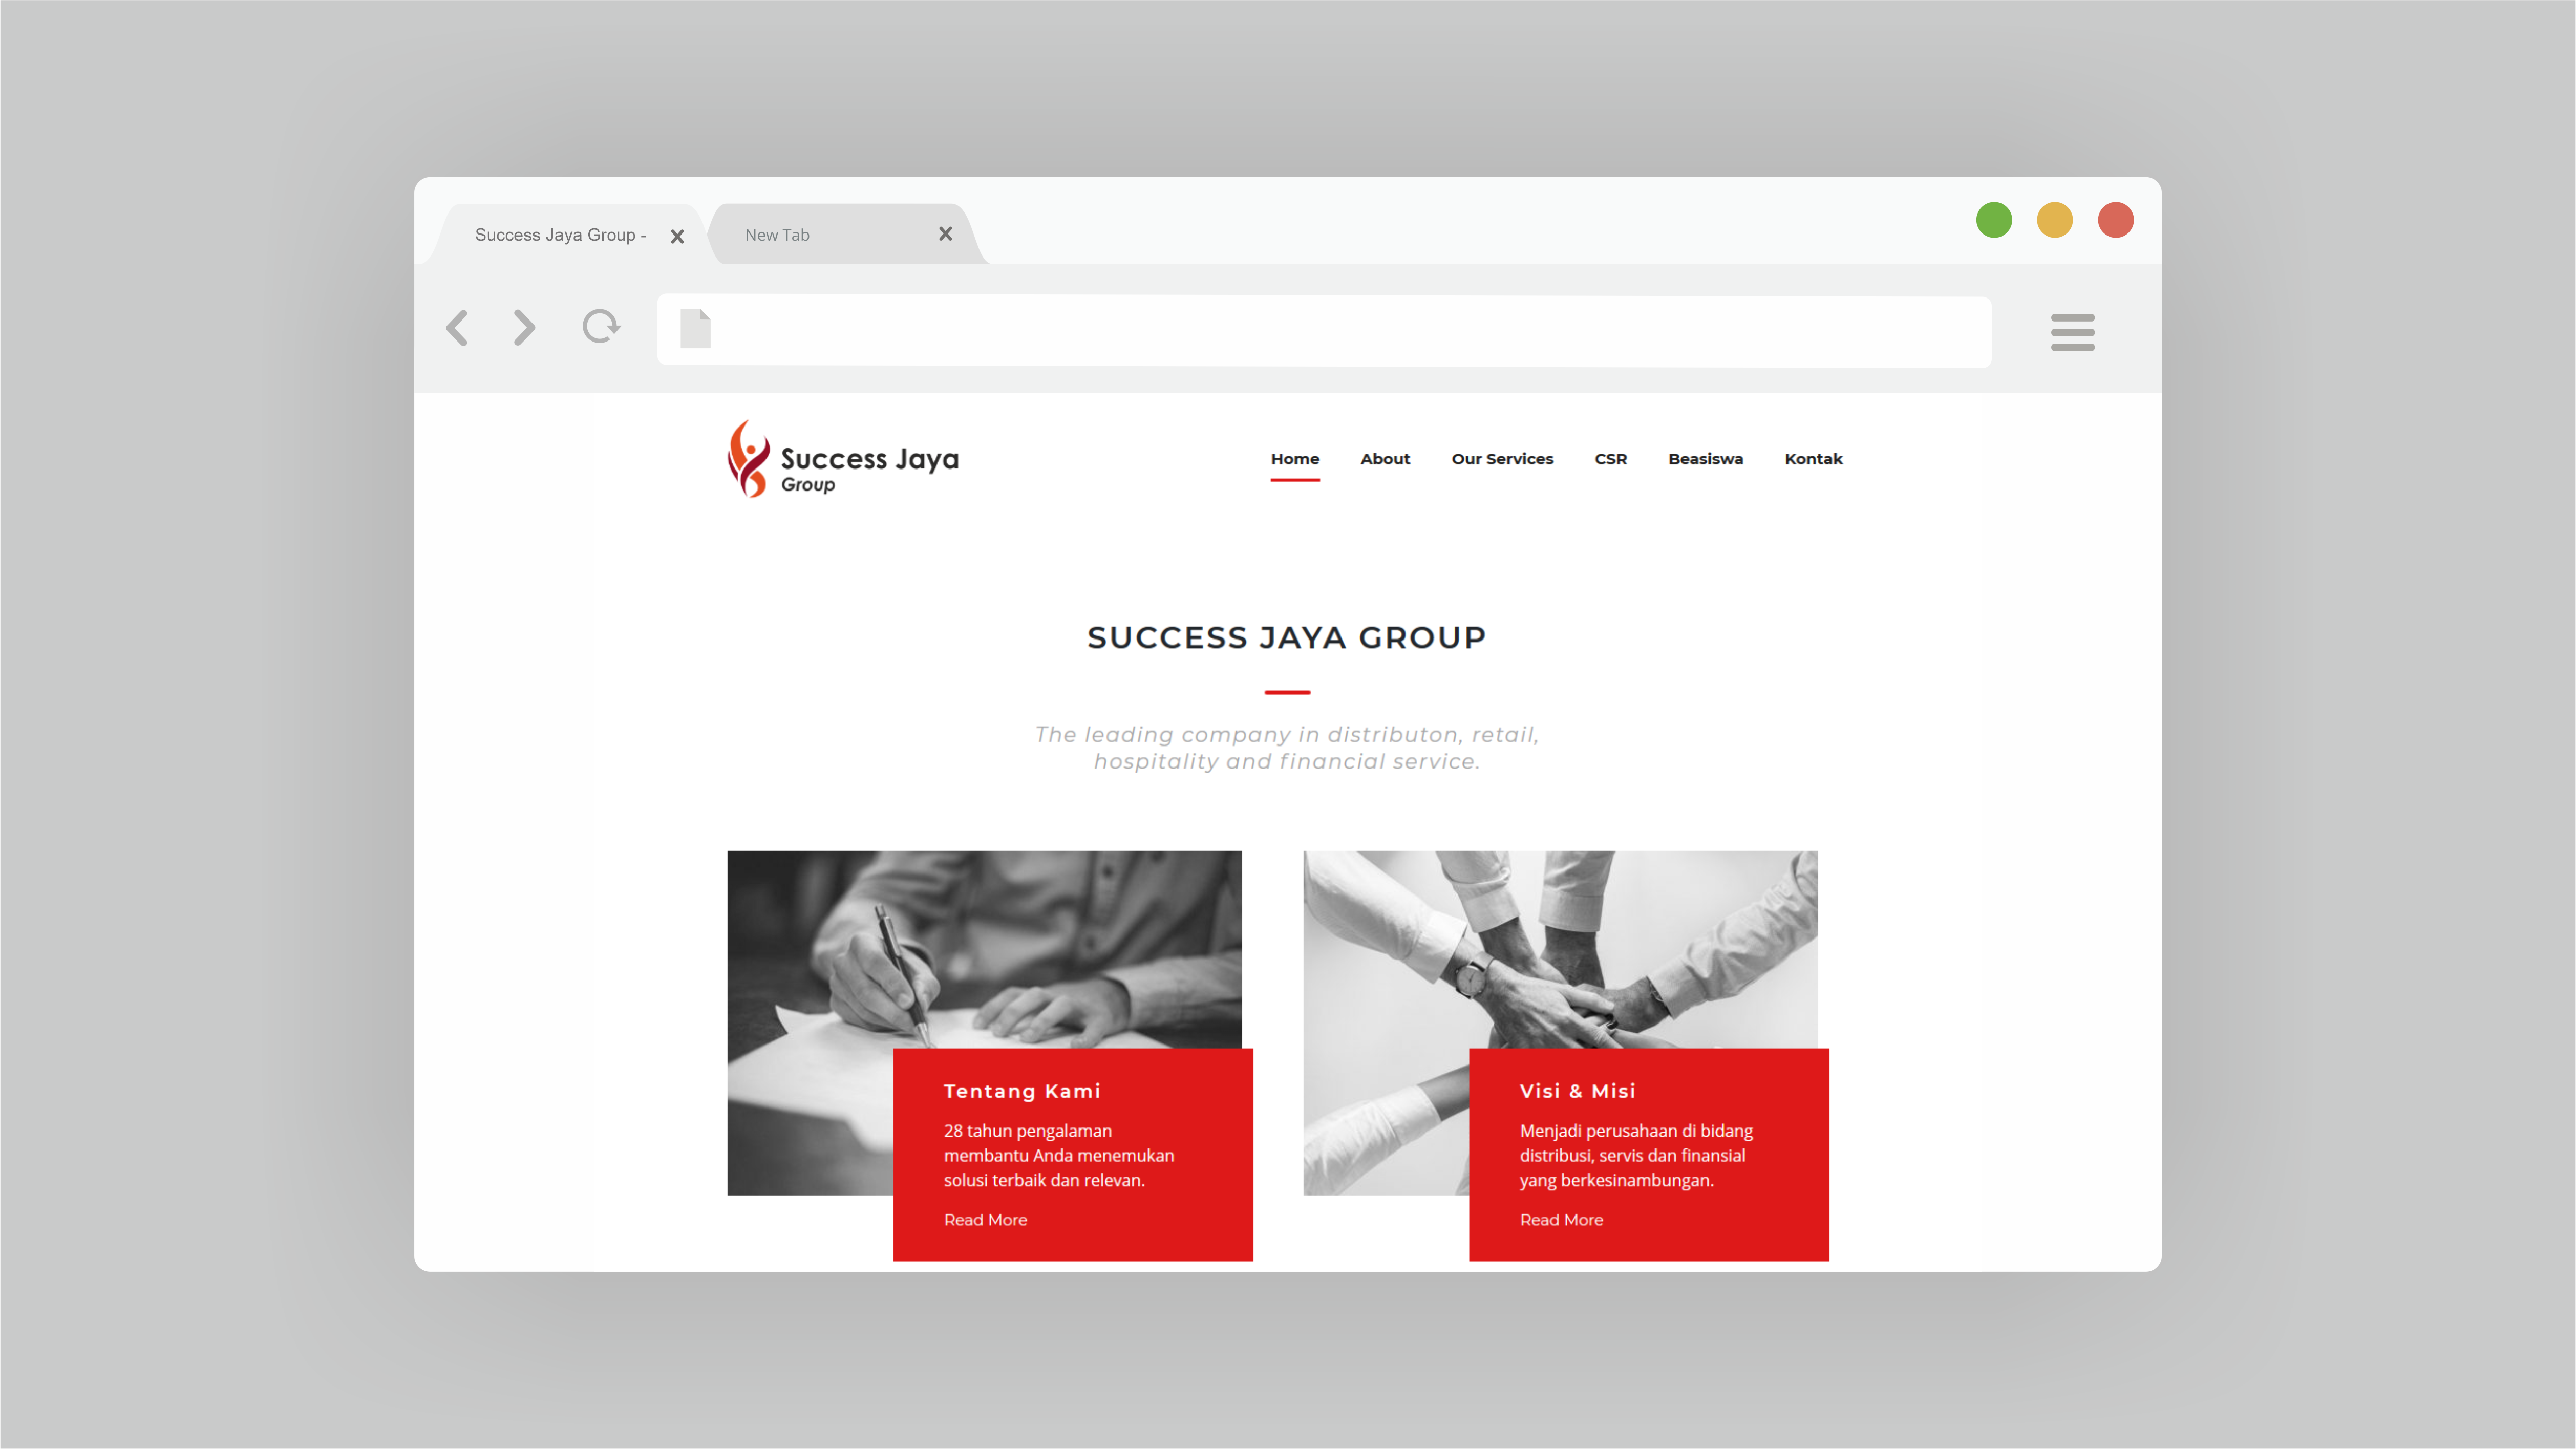 Success Jaya Group -
New Tab
Success Jaya
Group
Home About Our Services CSR Beasiswa Kontak
SUCCESS JAYA GROUP
The leading company in distributon, retail,
hospitality and financial service.
Tentang Kami
28 tahun pengalaman
membantu Anda menemukan
solusi terbaik dan relevan.
Read More
Visi & Misi
Menjadi perusahaan di bidang
distribusi, servis dan finansial
yang berkesinambungan.
Read More